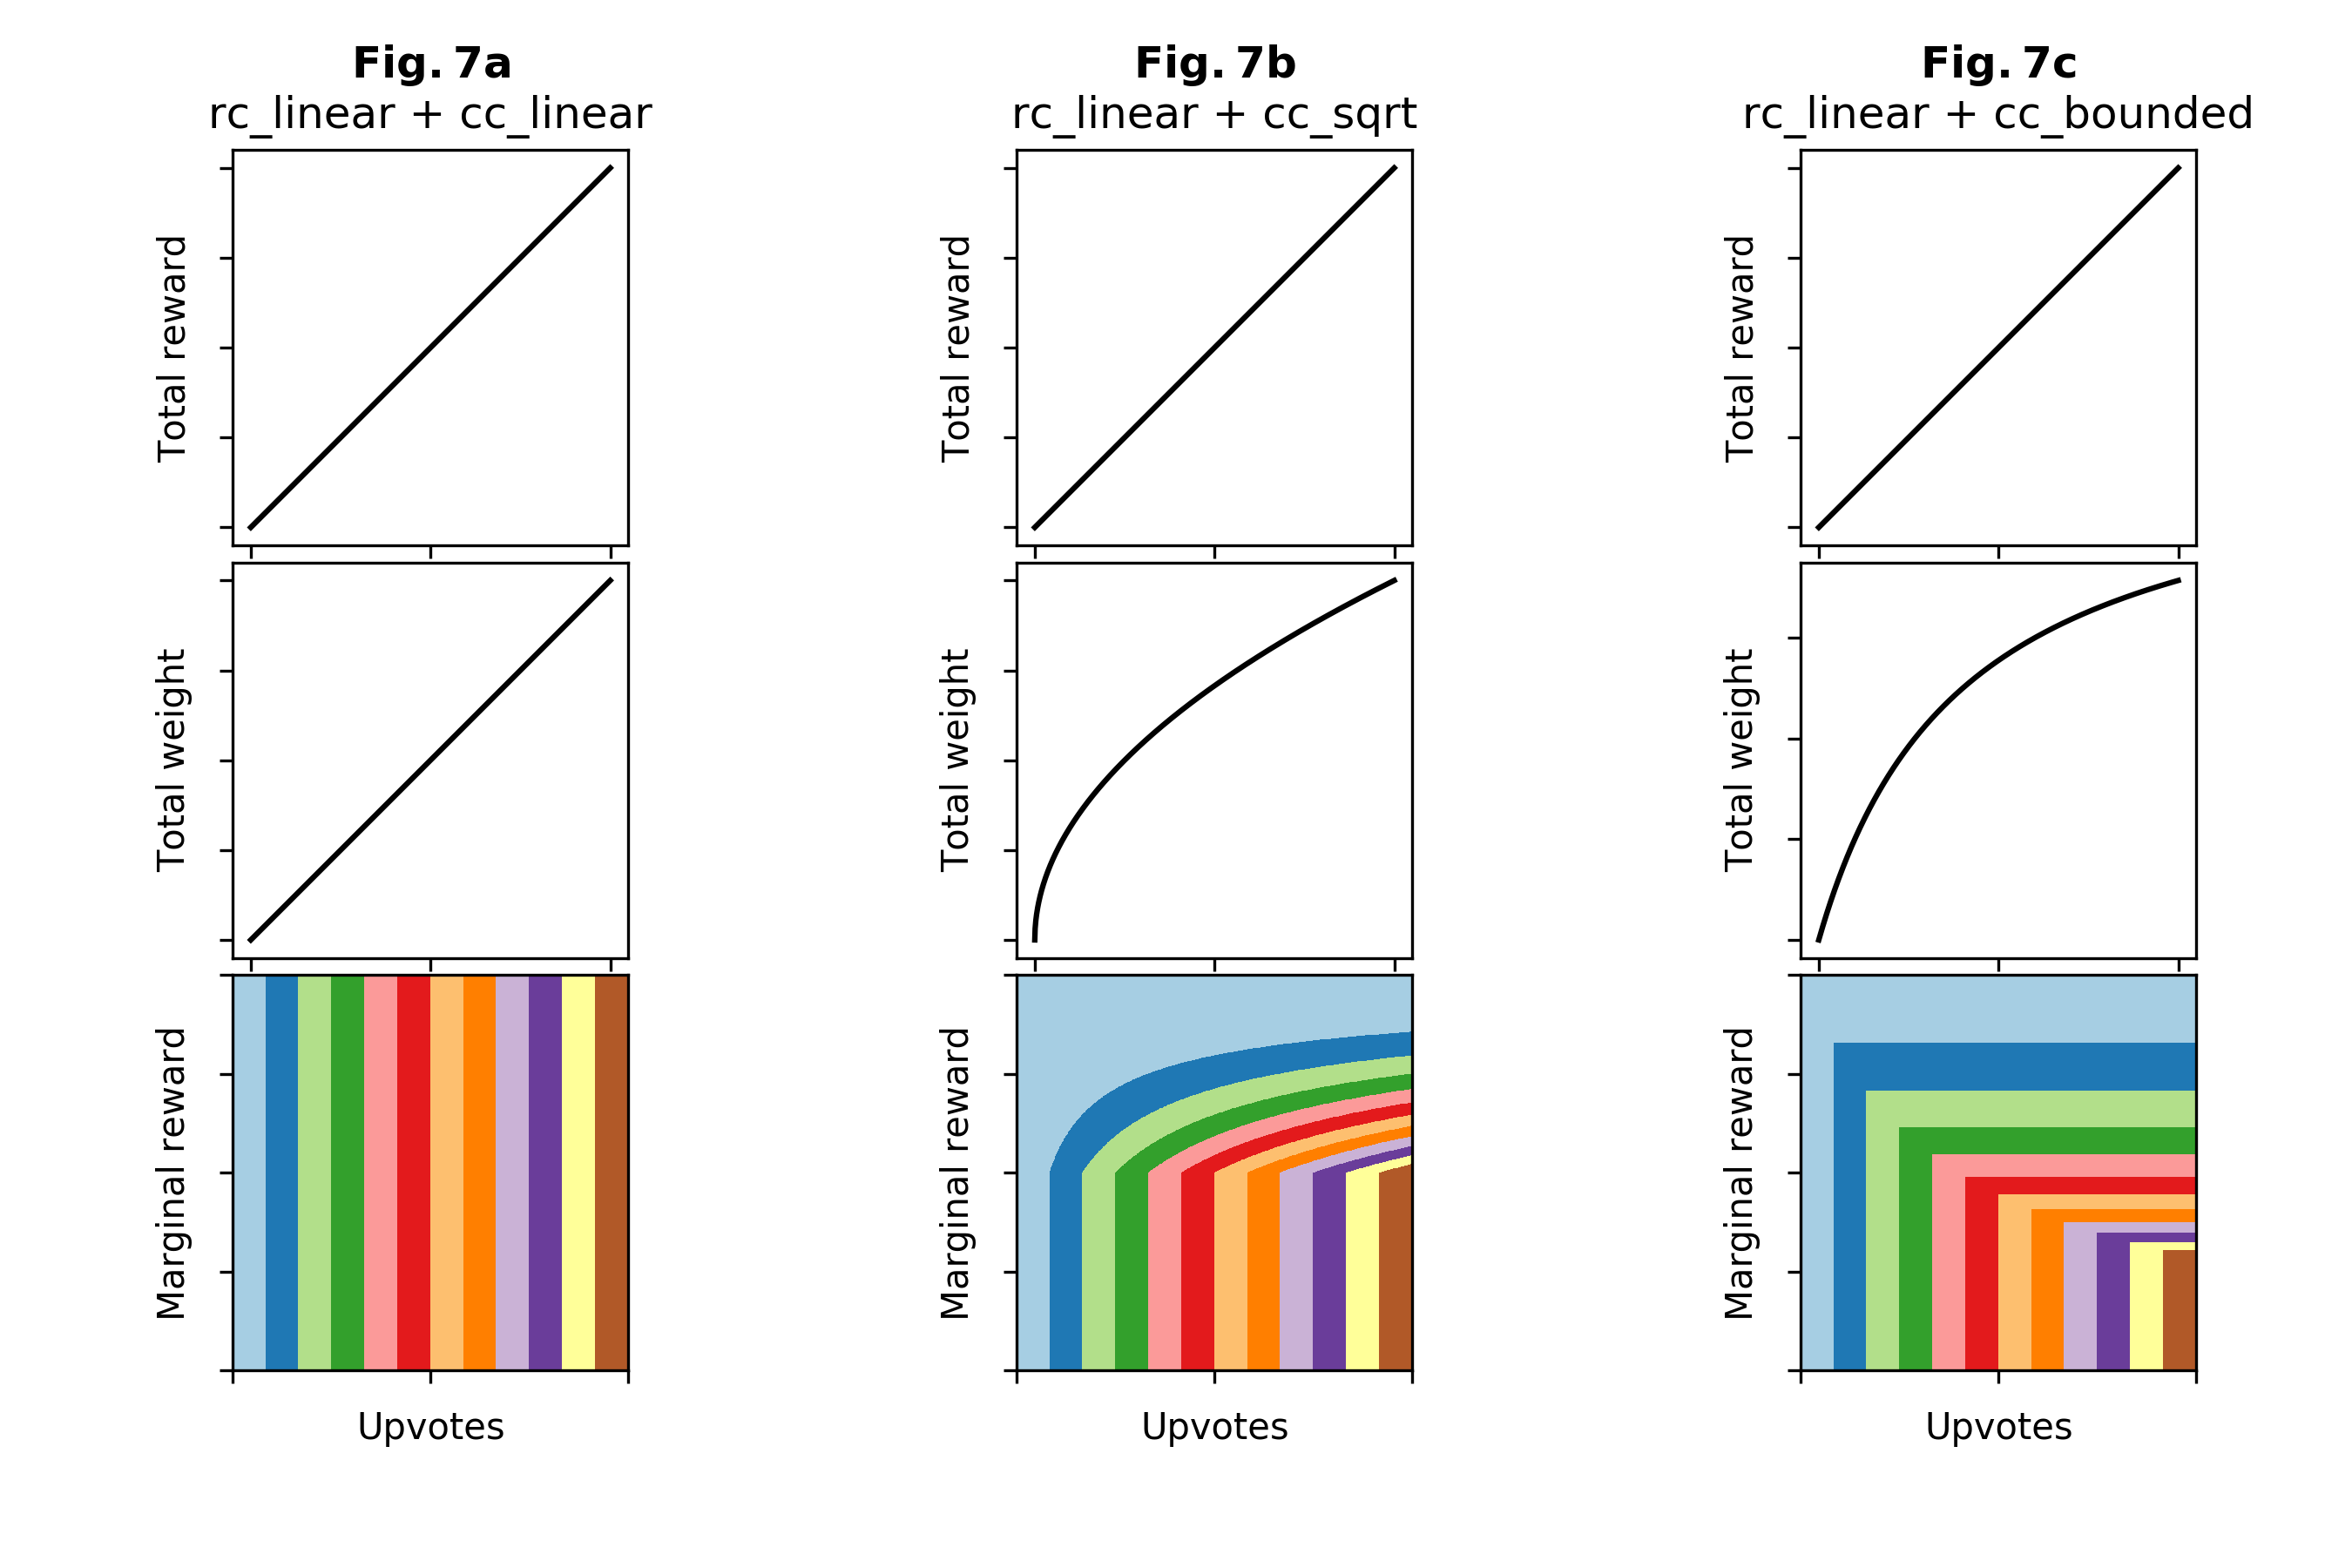 Fig. 7a
rc_linear + cc_linear
Total reward
Total weight
Marginal reward
Upvotes
Fig. 7b
rc_linear + cc_sqrt
Total reward
Total weight
Marginal reward
Upvotes
Fig. 7c
rc_linear + cc_bounded
Total reward
Total weight
Marginal reward
Upvotes